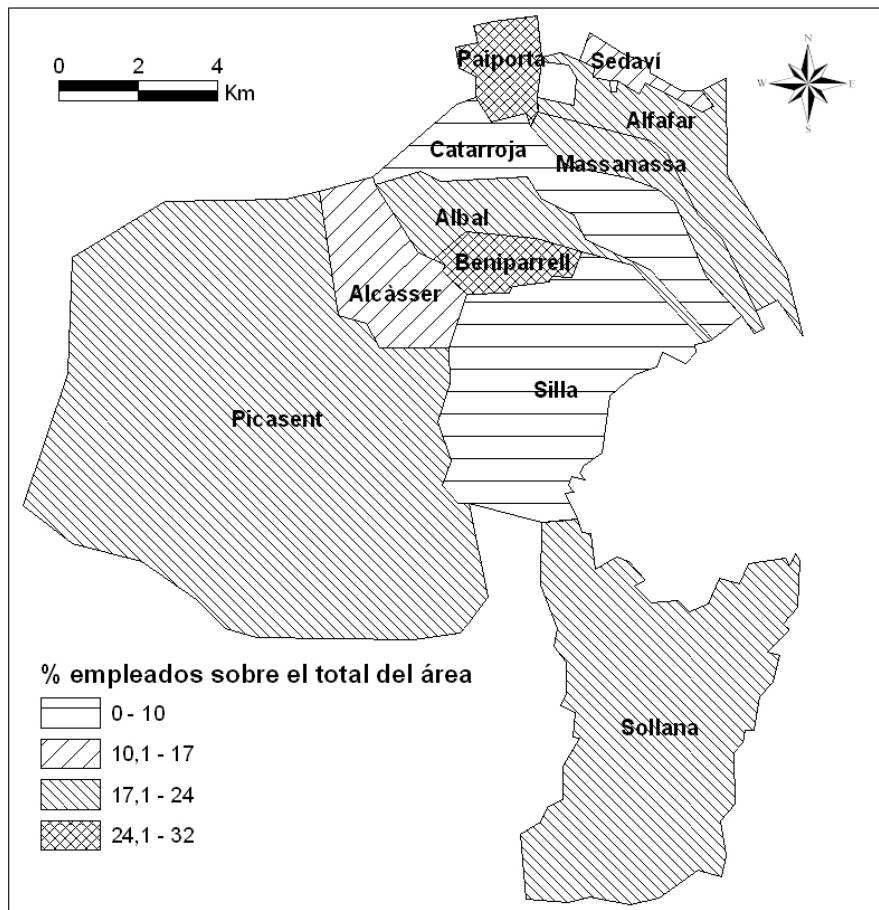 0 2 4
Km
N
W E
S
Paiporta
Sedaví
Alfafar
Catarroja
Massanassa
Albal
Beniparrell
Alcàsser
Silla
Picasent
Sollana
% empleados sobre el total del área
0 - 10
10,1 - 17
17,1 - 24
24,1 - 32